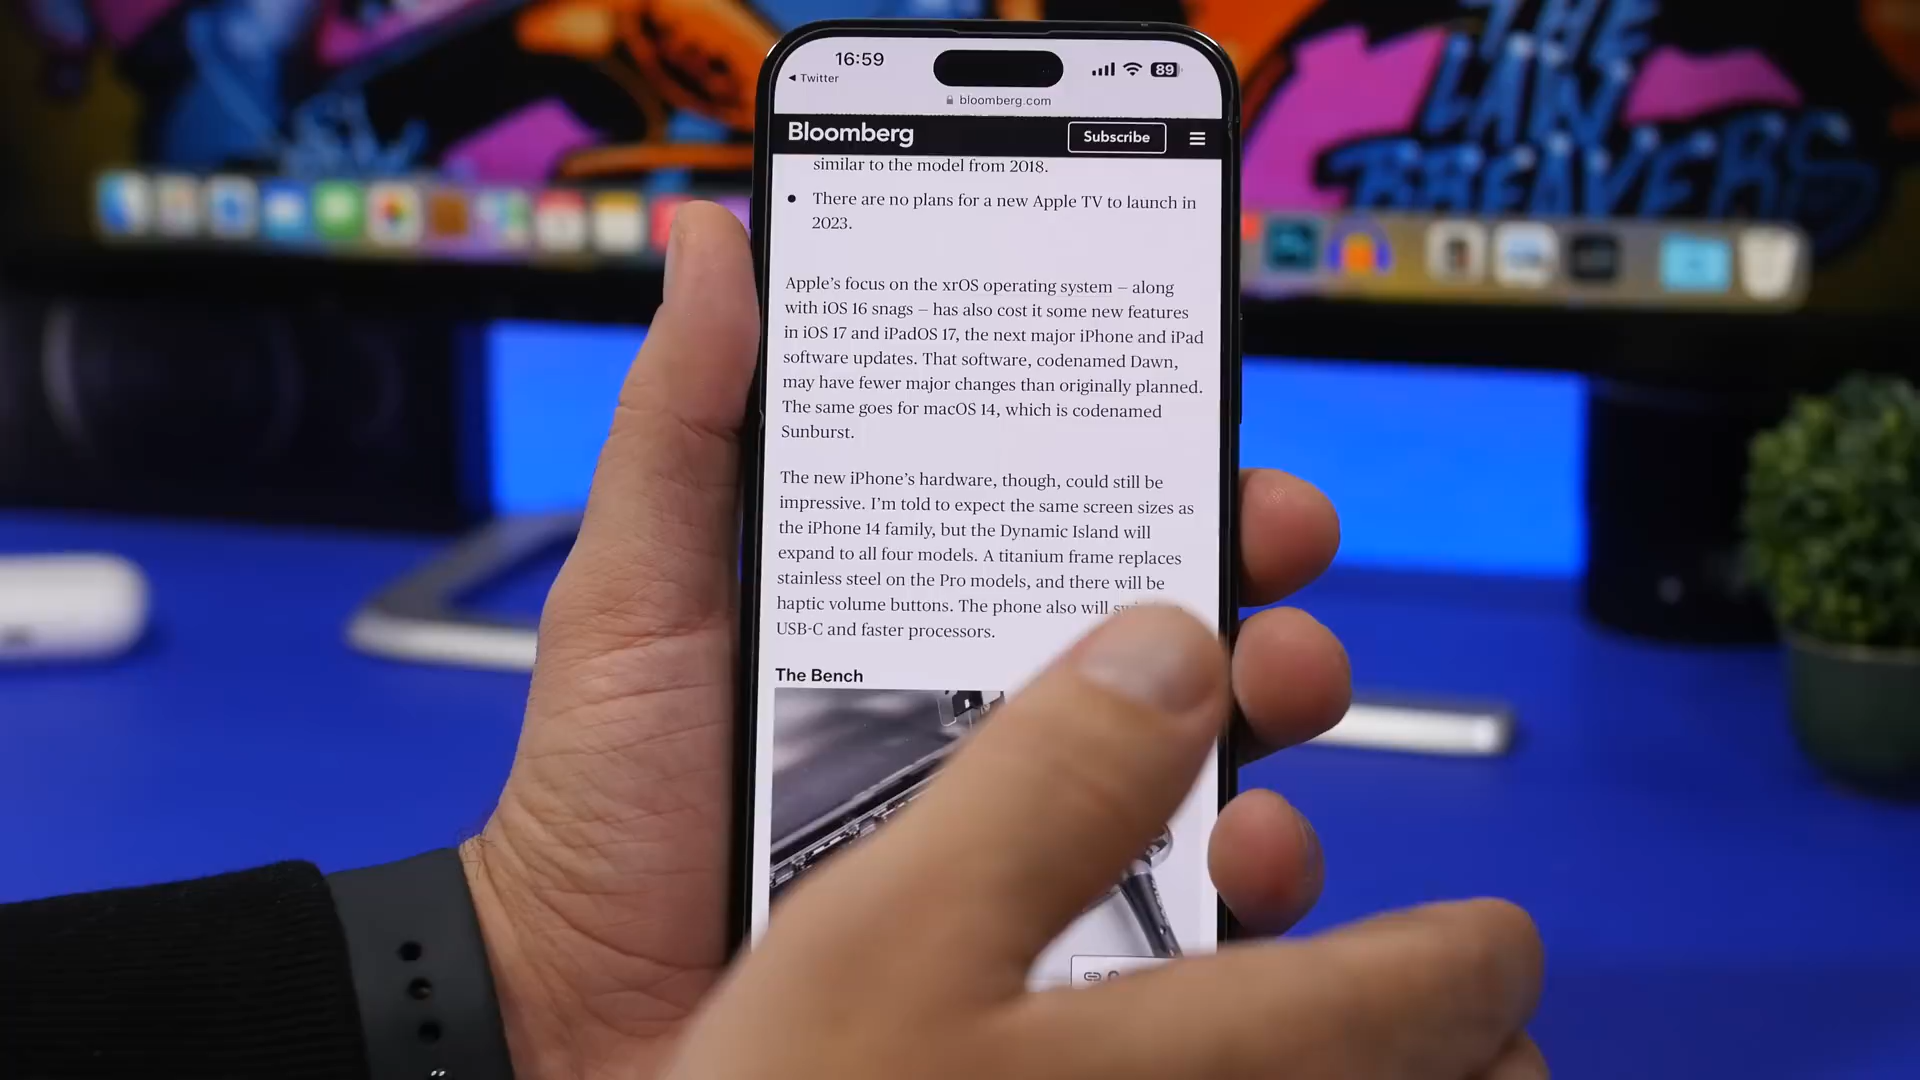 THE
LAW
BREAKERS
16:59
◀ Twitter
89
bloomberg.com
Bloomberg
Subscribe
similar to the model from 2018.
• There are no plans for a new Apple TV to launch in
2023.
Apple’s focus on the xrOS operating system – along
with iOS 16 snags – has also cost it some new features
in iOS 17 and iPadOS 17, the next major iPhone and iPad
software updates. That software, codenamed Dawn,
may have fewer major changes than originally planned.
The same goes for macOS 14, which is codenamed
Sunburst.
The new iPhone’s hardware, though, could still be
impressive. I’m told to expect the same screen sizes as
the iPhone 14 family, but the Dynamic Island will
expand to all four models. A titanium frame replaces
stainless steel on the Pro models, and there will be
haptic volume buttons. The phone also will
USB-C and faster processors.
The Bench